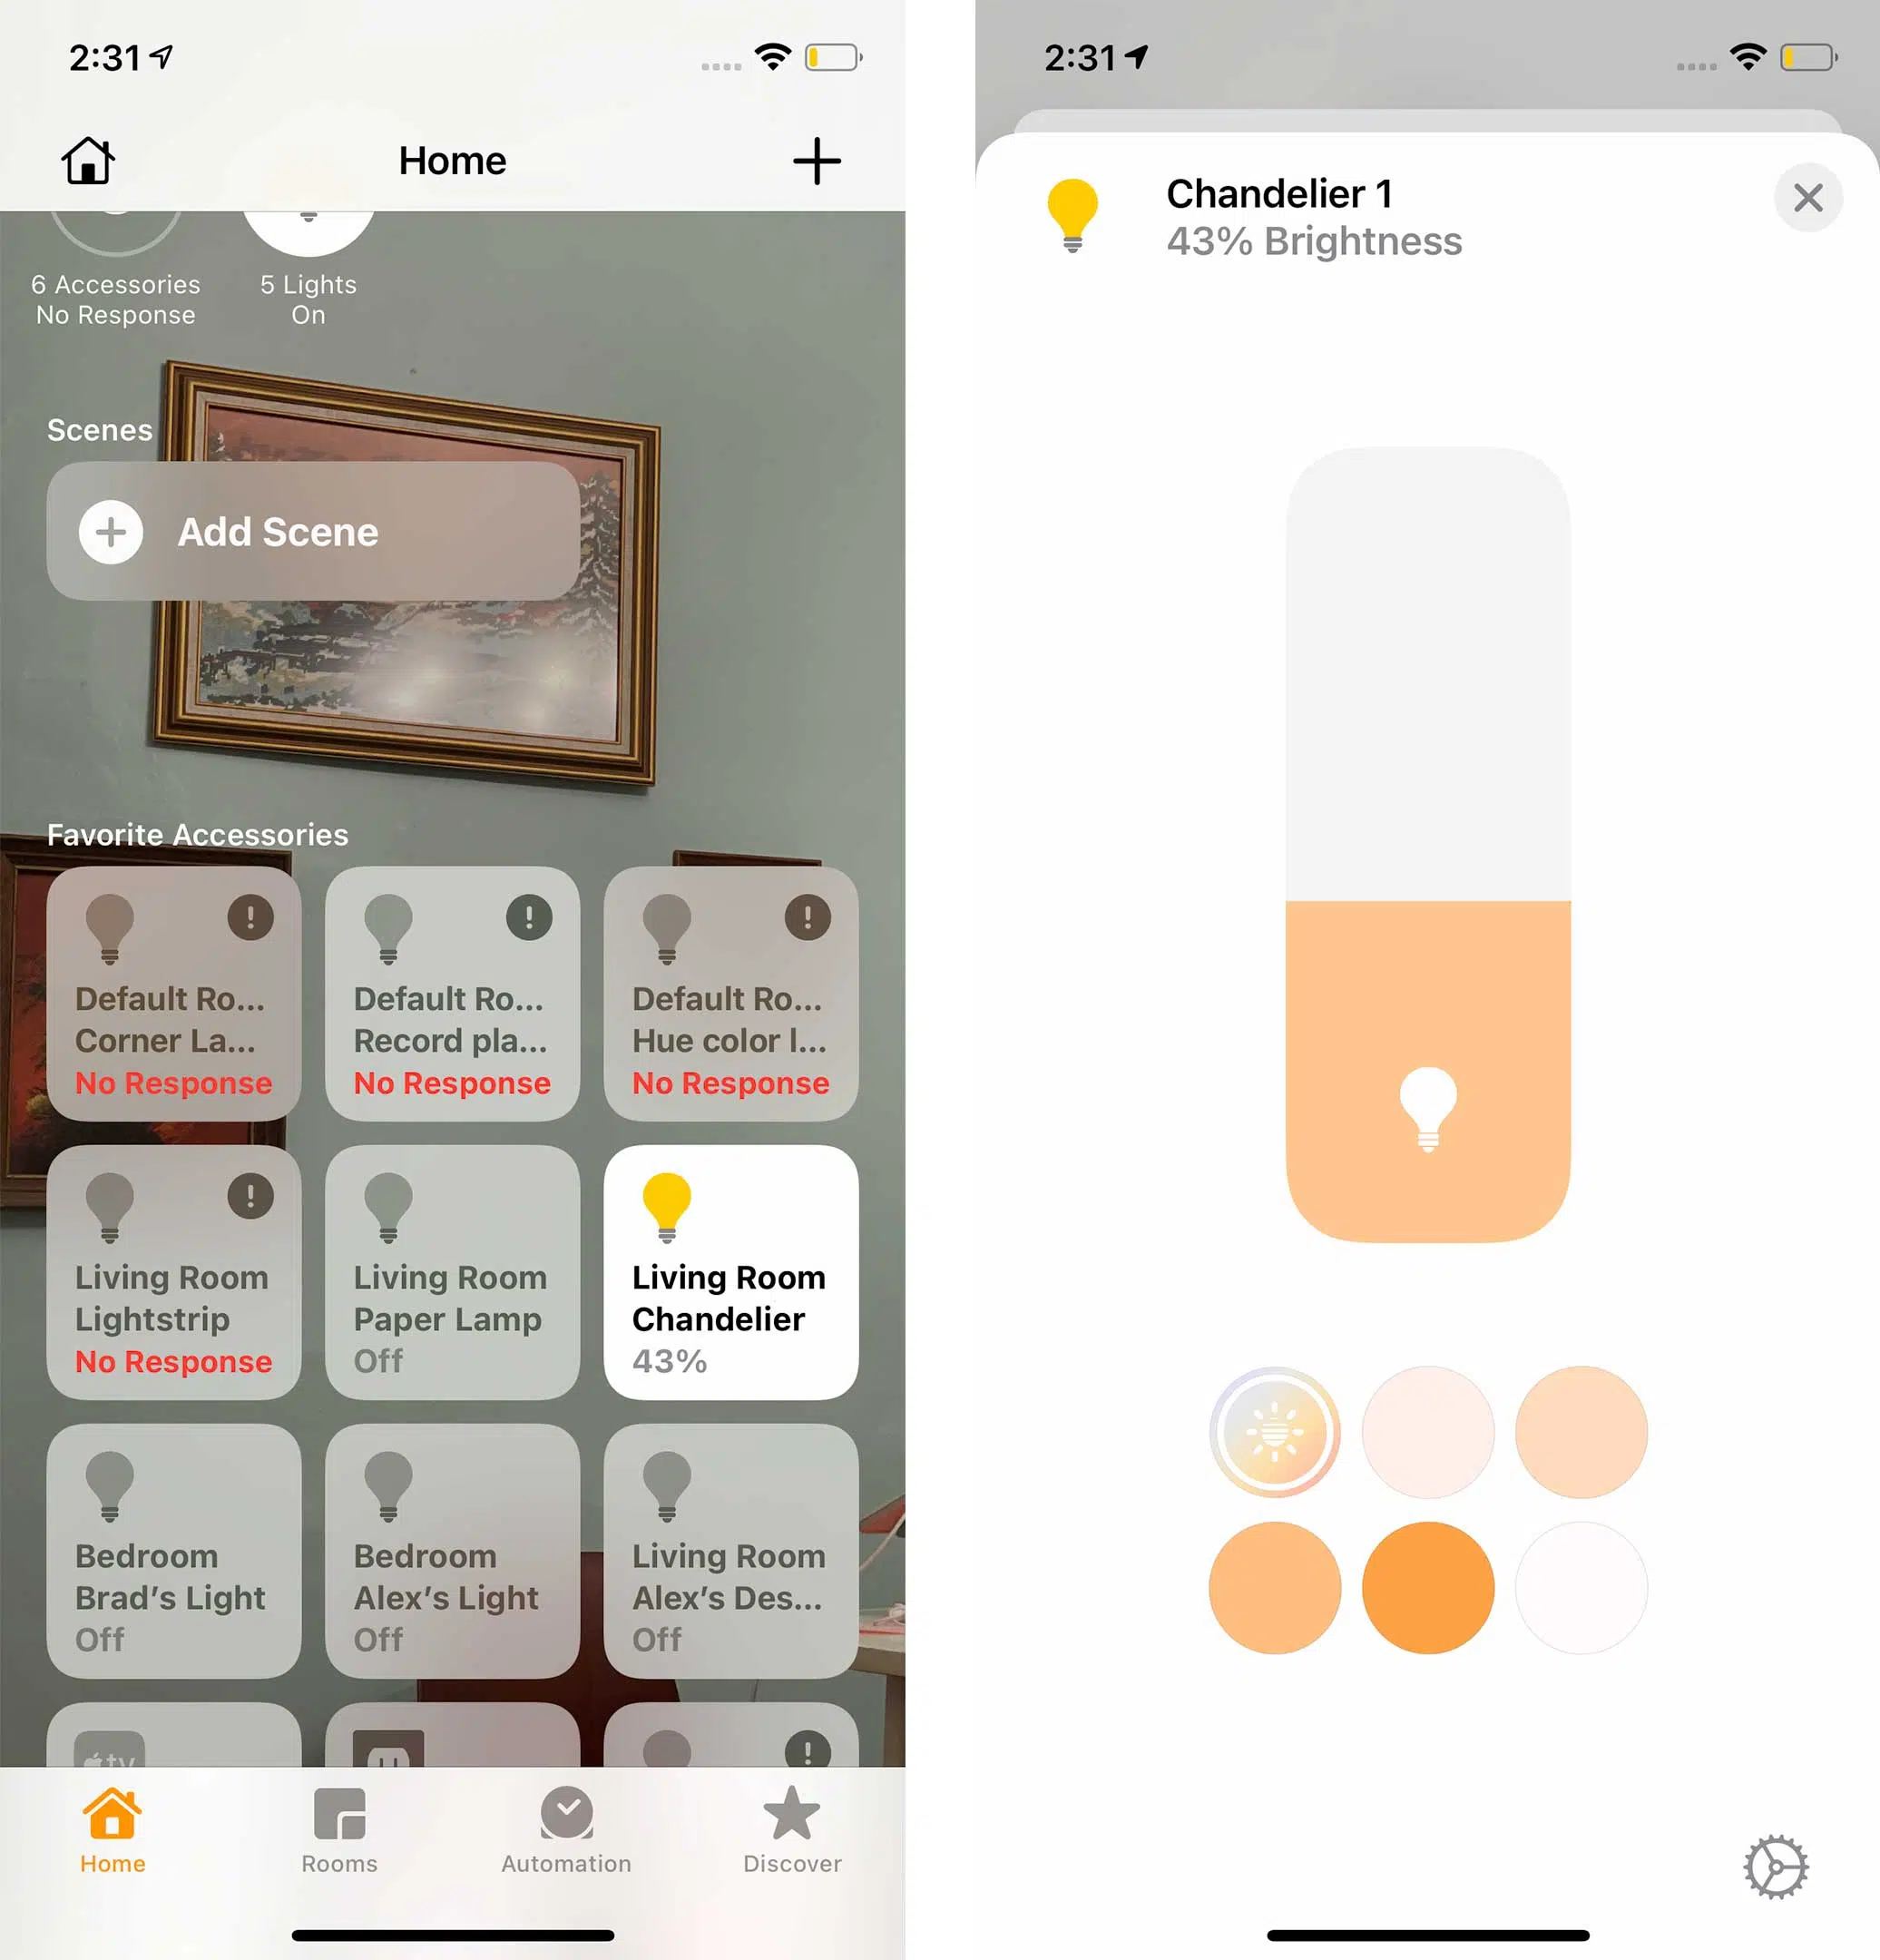 2:31
Home
6 Accessories
No Response
5 Lights
On
Scenes
Add Scene
Favorite Accessories
Default Ro...
Corner La...
No Response
Default Ro...
Record pla...
No Response
Default Ro...
Hue color l...
No Response
Living Room
Lightstrip
No Response
Living Room
Paper Lamp
Off
Living Room
Chandelier
43%
Bedroom
Brad’s Light
Off
Bedroom
Alex’s Light
Off
Living Room
Alex’s Des...
Off
tv
Home
Rooms
Automation
Discover
2:31
Chandelier 1
43% Brightness